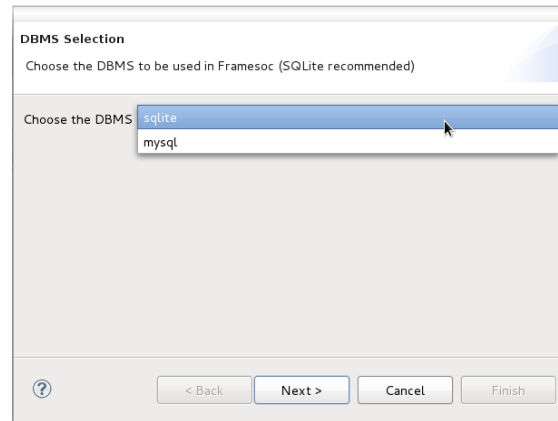 DBMS Selection
Choose the DBMS to be used in Framesoc (SQLite recommended)
Choose the DBMS sqlite
mysql
? < Back Next > Cancel Finish